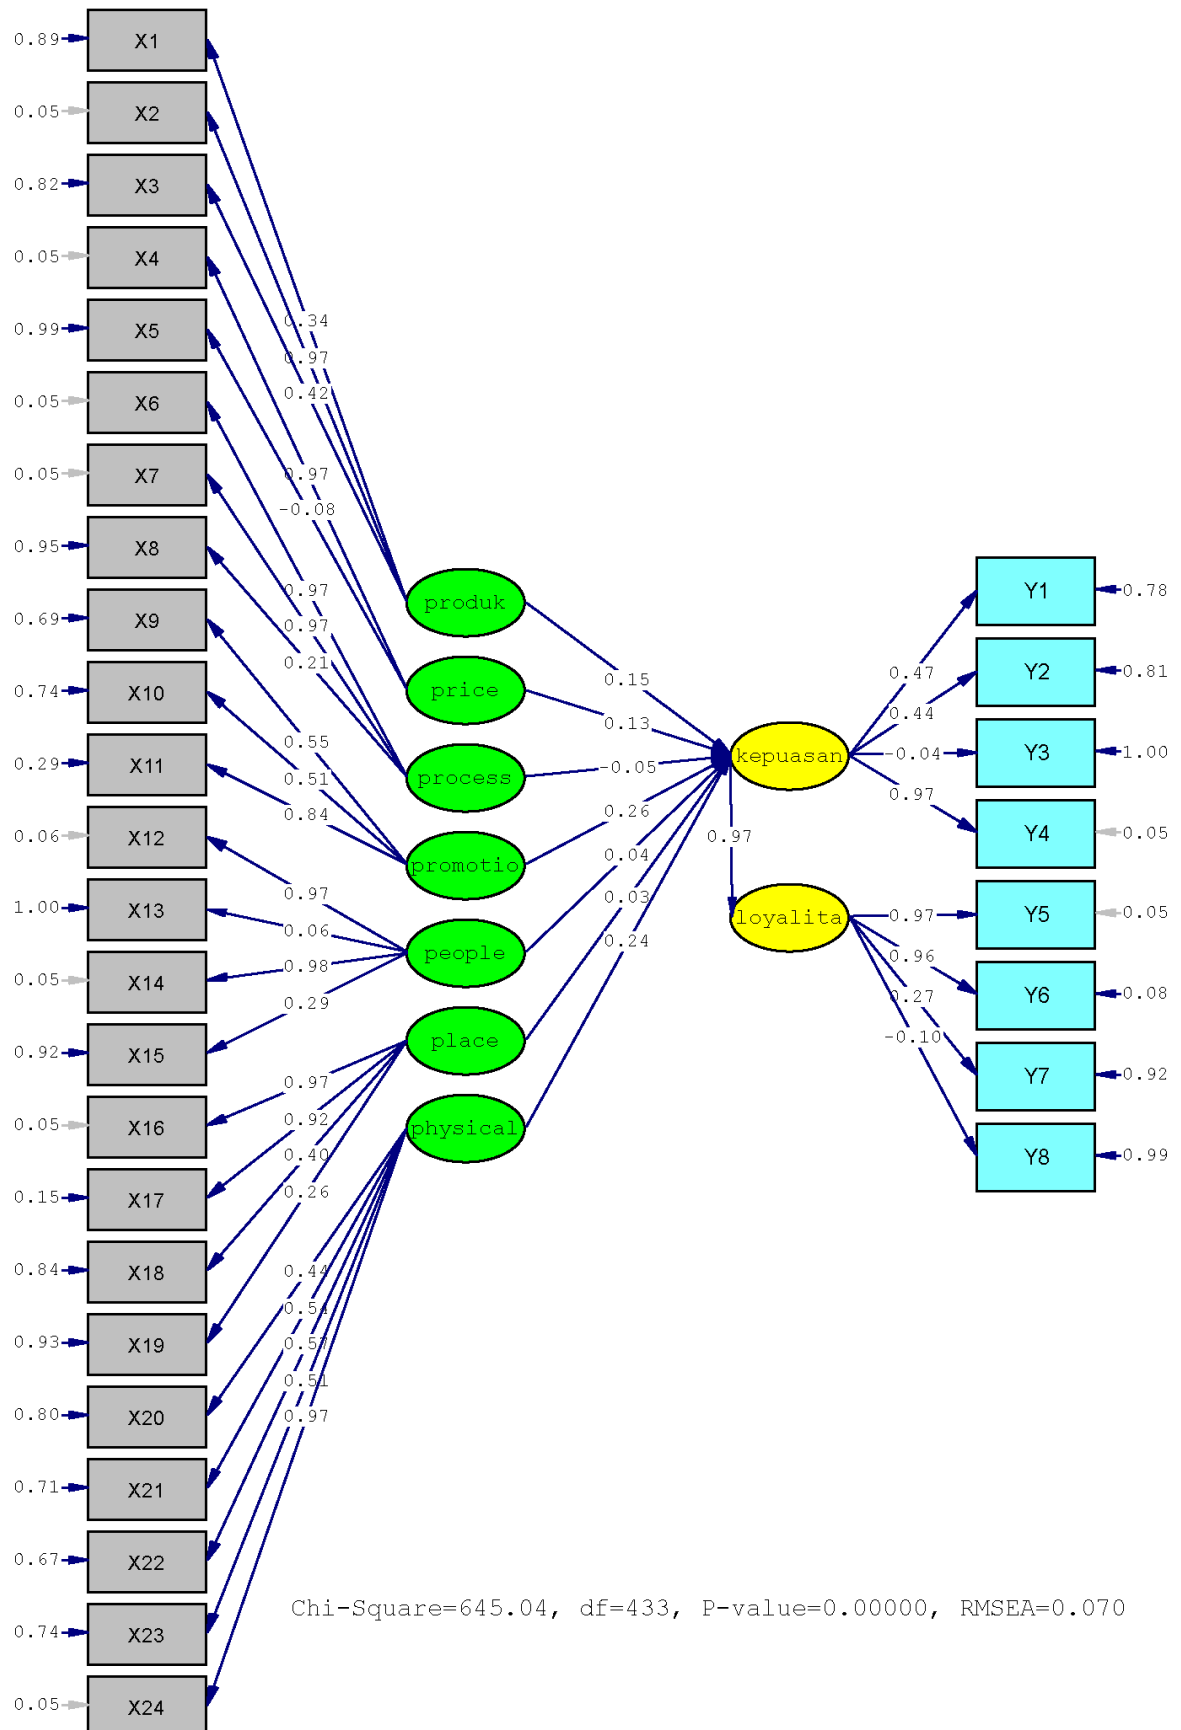 0.89 X1
0.05 X2
0.82 X3
0.05 X4
0.99 X5
0.05 X6
0.05 X7
0.95 X8
0.69 X9
0.74 X10
0.29 X11
0.06 X12
1.00 X13
0.05 X14
0.92 X15
0.05 X16
0.15 X17
0.84 X18
0.93 X19
0.80 X20
0.71 X21
0.67 X22
0.74 X23
0.05 X24
0.34
0.97
0.42
0.97
-0.08
0.97
0.97
0.21
0.55
0.51
0.84
0.97
0.06
0.98
0.29
0.97
0.92
0.40
0.26
0.44
0.54
0.57
0.51
0.97
produk
price
process
promotio
people
place
physical
0.15
0.13
-0.05
0.26
0.04
0.03
0.24
kepuasan
0.97
loyalita
0.47
0.44
-0.04
0.97
0.97
0.96
0.27
-0.10
Y1 0.78
Y2 0.81
Y3 1.00
Y4 0.05
Y5 0.05
Y6 0.08
Y7 0.92
Y8 0.99
Chi-Square=645.04, df=433, P-value=0.00000, RMSEA=0.070